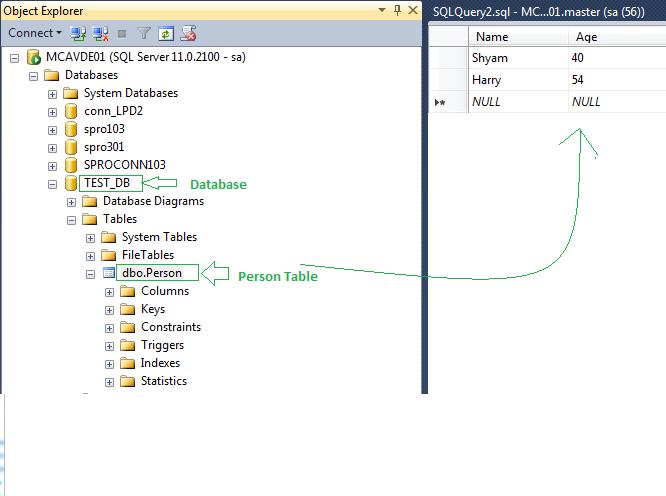 Object Explorer
Connect
MCAVDE01 (SQL Server 11.0.2100 - sa)
Databases
System Databases
conn_LPD2
spro103
spro301
SPROCONN103
TEST_DB
Database
Database Diagrams
Tables
System Tables
FileTables
dbo.Person
Person Table
Columns
Keys
Constraints
Triggers
Indexes
Statistics
SQLQuery2.sql - MC...01.master (sa (56))
Name Age
Shyam 40
Harry 54
NULL NULL